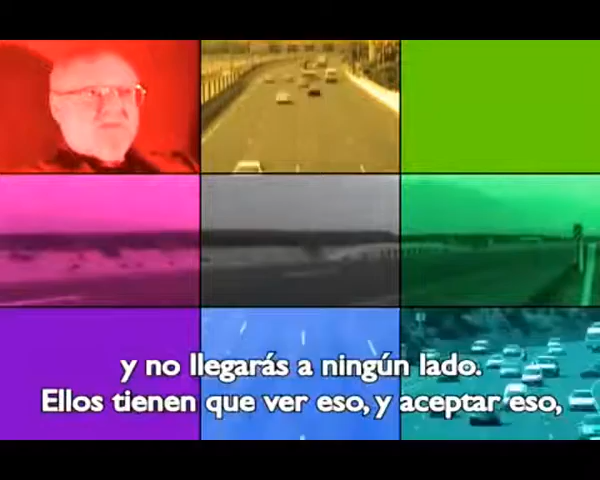 y no llegarás a ningún lado.
Ellos tienen que ver eso, y aceptar eso,